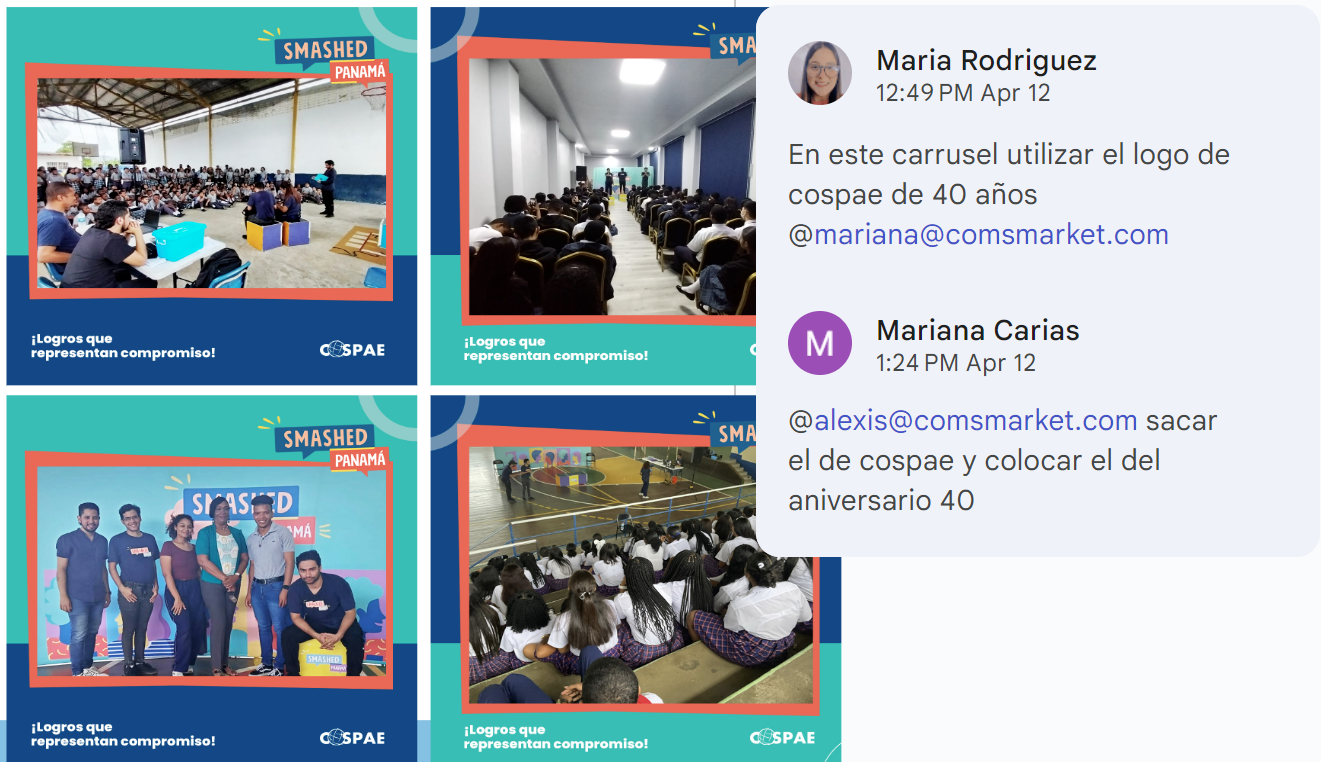 SMASHED
PANAMÁ
¡Logros que
representan compromiso!
COSPAE
SMA
¡Logros que
representan compromiso!
SMASHED
PANAMÁ
SMASHED
AMÁ
SMASHED
¡Logros que
representan compromiso!
COSPAE
SMA
¡Logros que
representan compromiso!
COSPAE
Maria Rodriguez
12:49 PM Apr 12
En este carrusel utilizar el logo de
cospae de 40 años
@mariana@comsmarket.com
M
Mariana Carias
1:24 PM Apr 12
@alexis@comsmarket.com sacar
el de cospae y colocar el del
aniversario 40